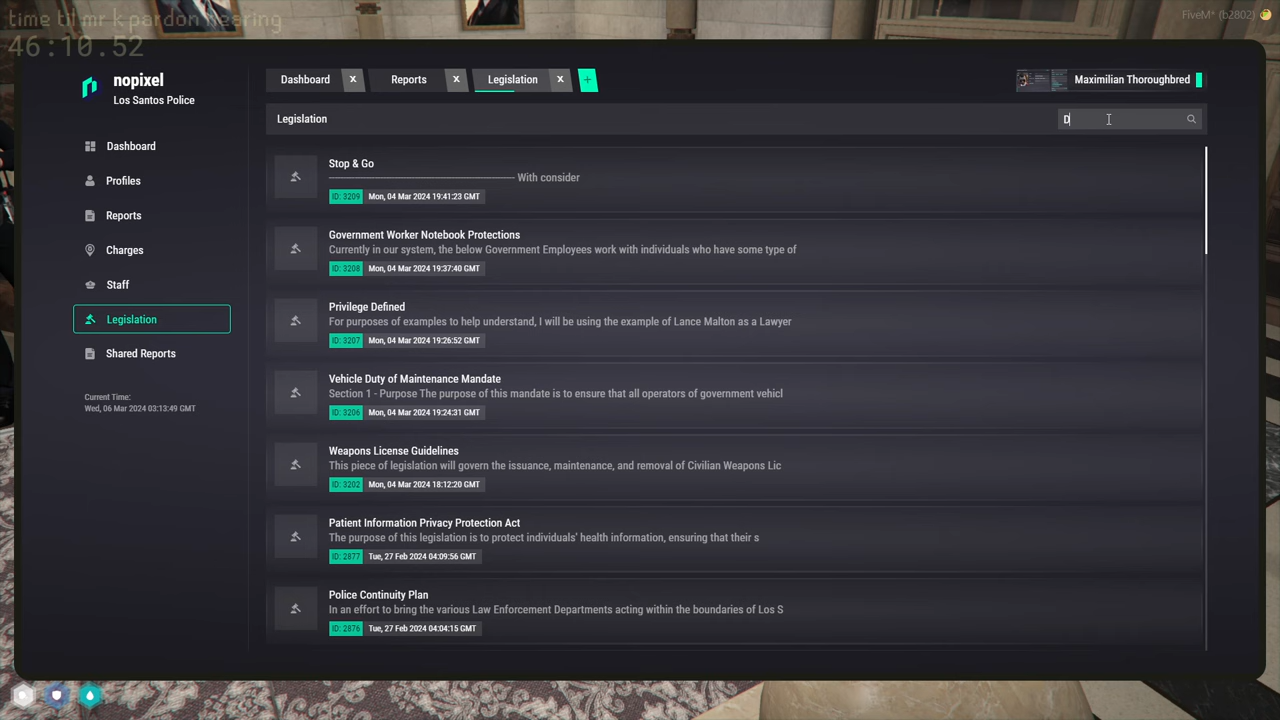 time til mr k pardon hearing
46:10.52
FiveM* (b2802)
nopixel
Los Santos Police
Dashboard x
Reports x
Legislation x
+
Maximilian Thoroughbred
Legislation
D
Dashboard
Profiles
Reports
Charges
Staff
Legislation
Shared Reports
Current Time:
Wed, 06 Mar 2024 03:13:49 GMT
Stop & Go
With consider
ID: 3209 Mon, 04 Mar 2024 19:41:23 GMT
Government Worker Notebook Protections
Currently in our system, the below Government Employees work with individuals who have some type of
ID: 3208 Mon, 04 Mar 2024 19:37:40 GMT
Privilege Defined
For purposes of examples to help understand, I will be using the example of Lance Malton as a Lawyer
ID: 3207 Mon, 04 Mar 2024 19:26:52 GMT
Vehicle Duty of Maintenance Mandate
Section 1 - Purpose The purpose of this mandate is to ensure that all operators of government vehicl
ID: 3206 Mon, 04 Mar 2024 19:24:31 GMT
Weapons License Guidelines
This piece of legislation will govern the issuance, maintenance, and removal of Civilian Weapons Lic
ID: 3202 Mon, 04 Mar 2024 18:12:20 GMT
Patient Information Privacy Protection Act
The purpose of this legislation is to protect individuals' health information, ensuring that their s
ID: 2877 Tue, 27 Feb 2024 04:09:56 GMT
Police Continuity Plan
In an effort to bring the various Law Enforcement Departments acting within the boundaries of Los S
ID: 2876 Tue, 27 Feb 2024 04:04:15 GMT